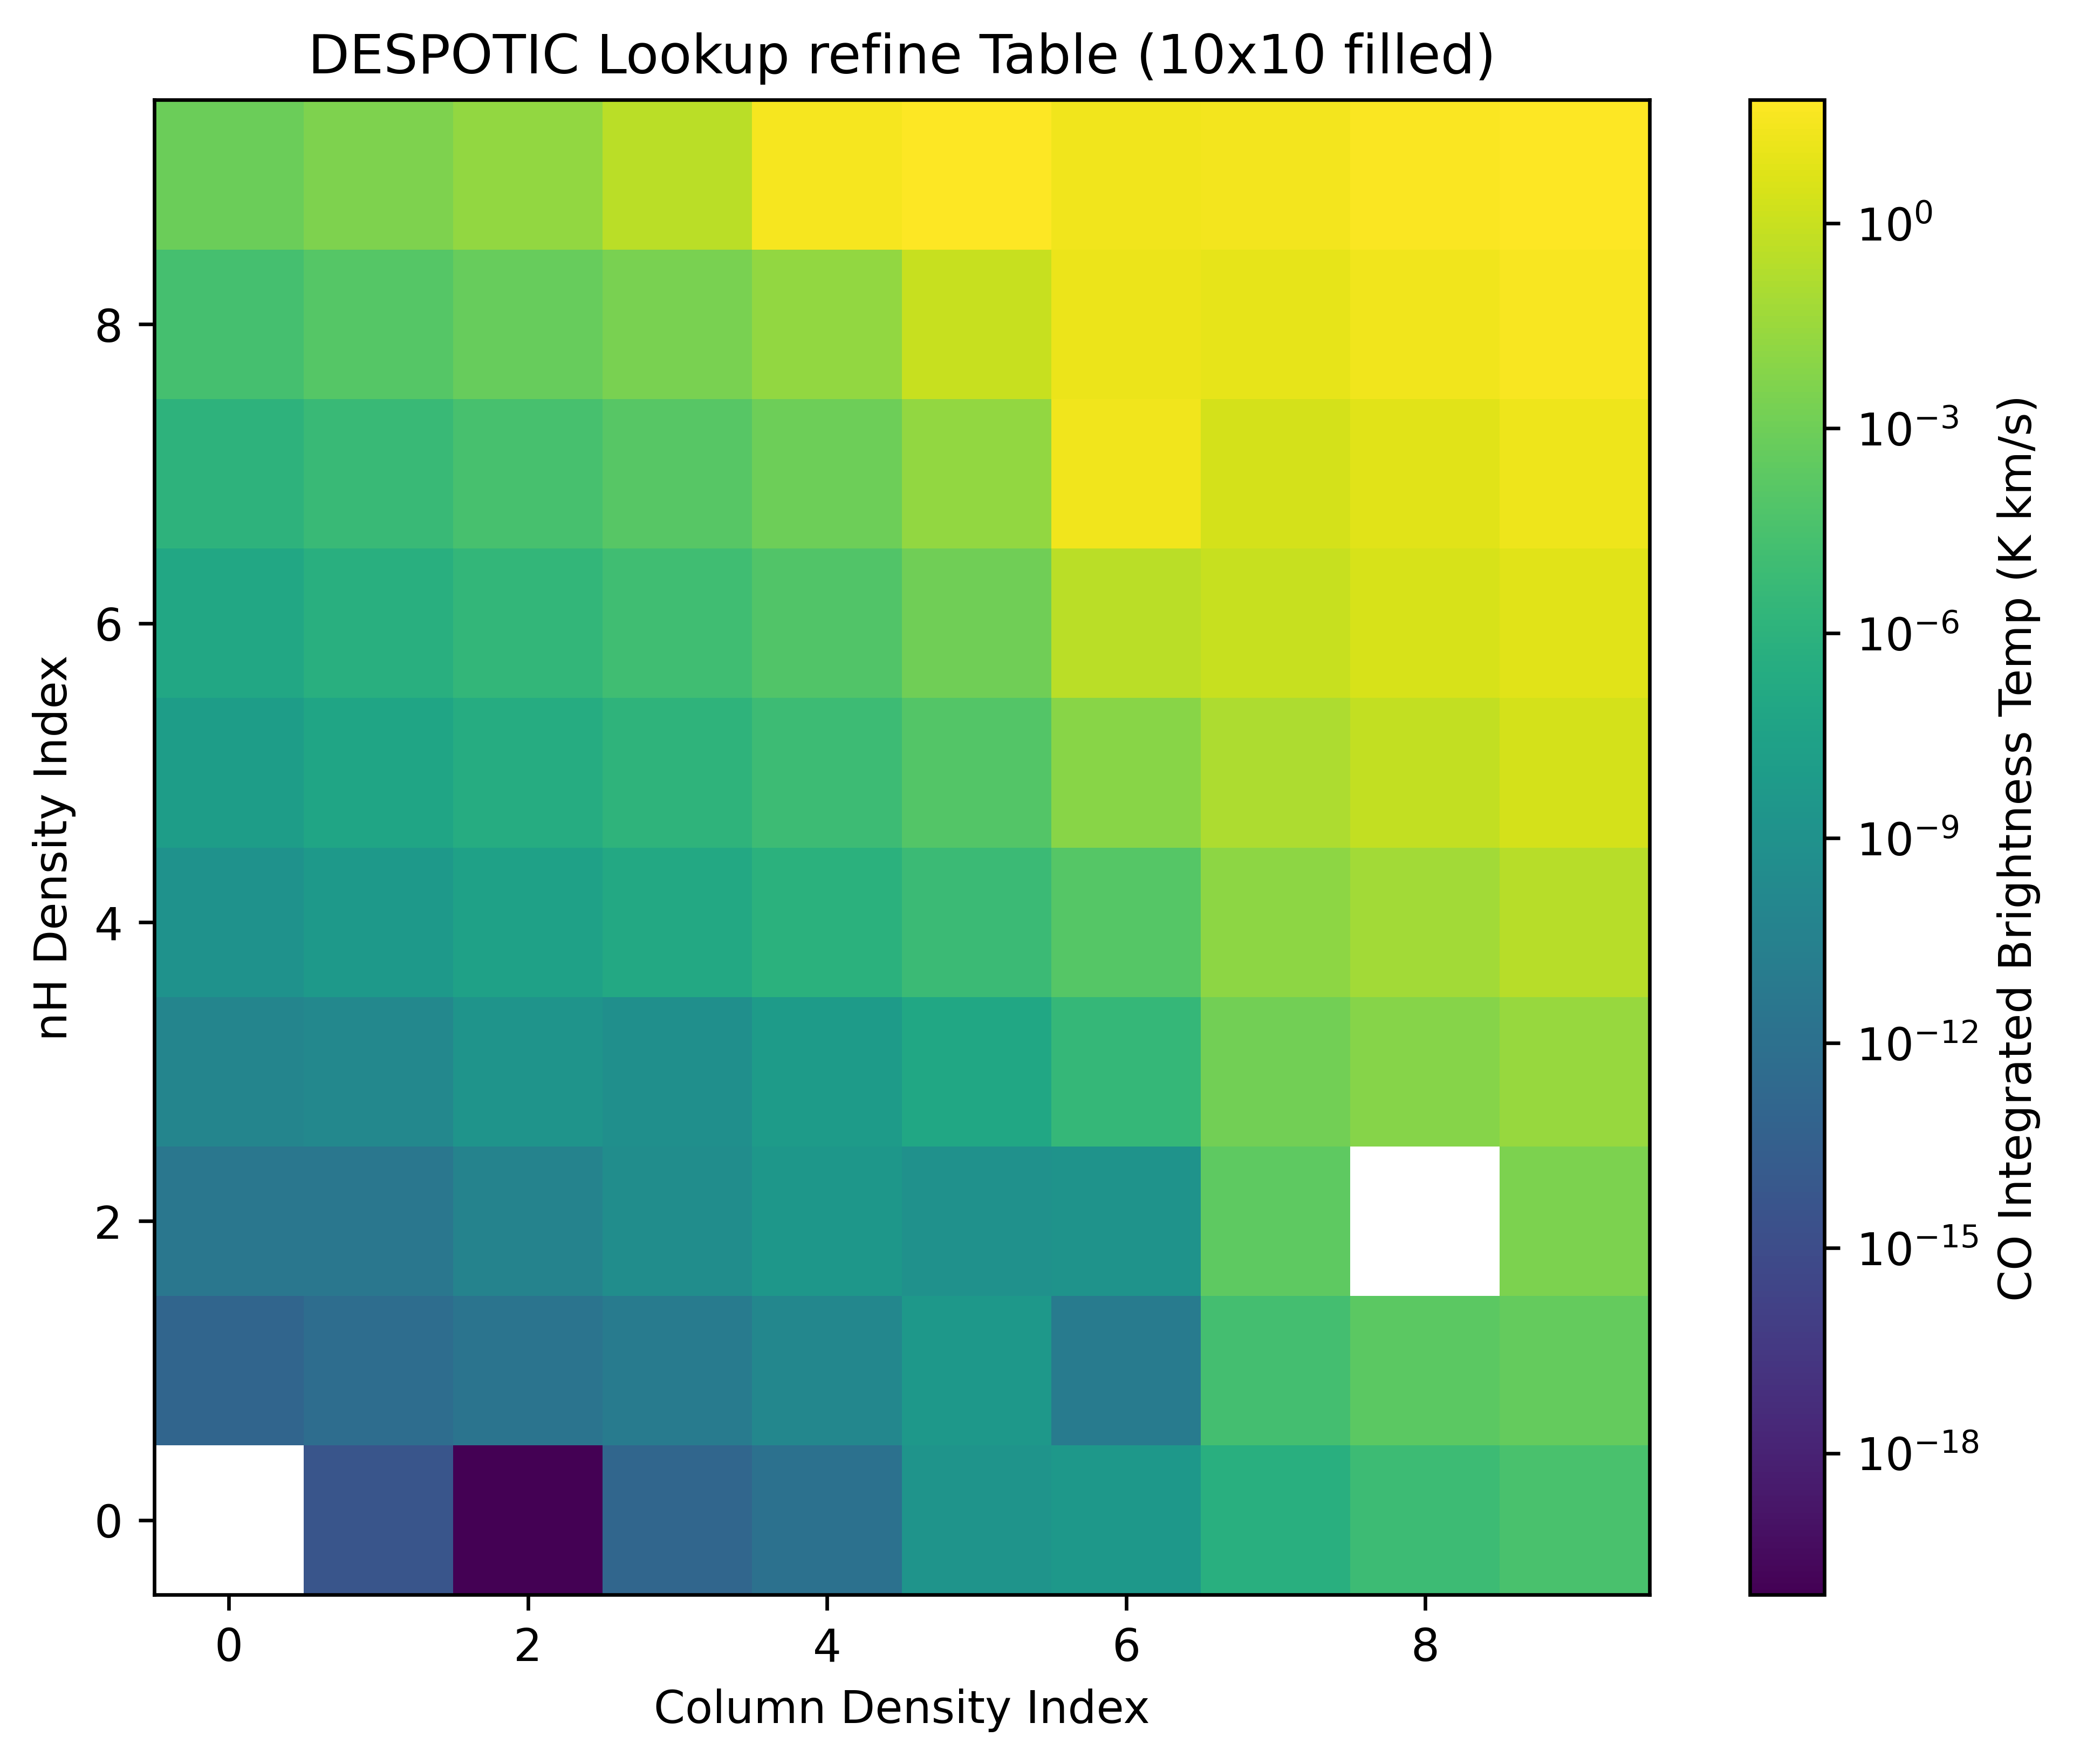 DESPOTIC Lookup refine Table (10x10 filled)
nH Density Index
8
6
4
2
0
0 2 4 6 8
Column Density Index
10⁰
10⁻³
10⁻⁶
10⁻⁹
10⁻¹²
10⁻¹⁵
10⁻¹⁸
CO Integrated Brightness Temp (K km/s)